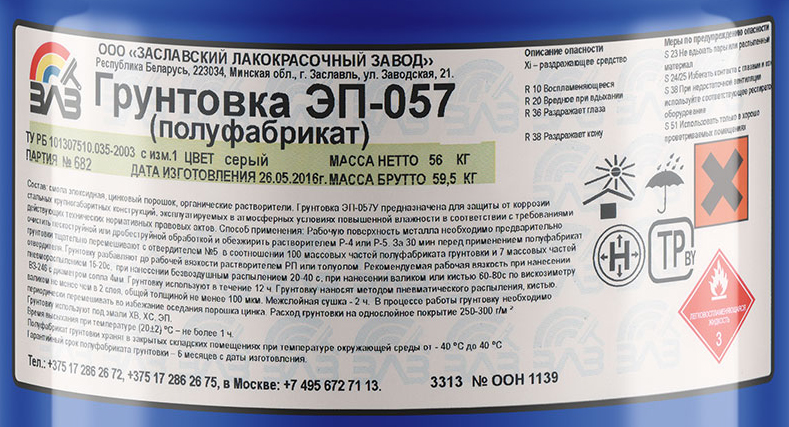 ЗЛЗ
ООО «ЗАСЛАВСКИЙ ЛАКОКРАСОЧНЫЙ ЗАВОД»
Республика Беларусь, 223034, Минская обл., г. Заславль, ул. Заводская, 21.
Грунтовка ЭП-057
(полуфабрикат)
ТУ РБ 101307510.035-2003 с изм.1 ЦВЕТ серый МАССА НЕТТО 56 КГ
ПАРТИЯ № 682 ДАТА ИЗГОТОВЛЕНИЯ 26.05.2016г. МАССА БРУТТО 59,5 КГ
Описание опасности
Xi – раздражающее средство
R 10 Воспламеняющиеся
R 20 Вредное при вдыхании
R 36 Раздражает глаза
R 38 Раздражает кожу
Меры по предупреждению опасности
S 23 Не вдыхать пары или распыленный
материал
S 24/25 Избегать контакта с глазами и кожей
S 38 При недостаточной вентиляции
используйте соответствующее респираторное
оборудование
S 51 Использовать только в хорошо
проветриваемых помещениях
Состав: смола эпоксидная, цинковый порошок, органические растворители. Грунтовка ЭП-057У предназначена для защиты от коррозии
стальных крупногабаритных конструкций, эксплуатируемых в атмосферных условиях повышенной влажности в соответствии с требованиями
действующих технических нормативных правовых актов. Способ применения: Рабочую поверхность металла необходимо предварительно
очистить пескоструйной или дробеструйной обработкой и обезжирить растворителем Р-4 или Р-5. За 30 мин перед применением полуфабрикат
грунтовки тщательно перемешивают с отвердителем №5 в соотношении 100 массовых частей полуфабриката грунтовки и 7 массовых частей
отвердителя. Грунтовку разбавляют до рабочей вязкости растворителем РП или толуолом. Рекомендуемая рабочая вязкость при нанесении
пневмораспылением 16-20с, при нанесении безвоздушным распылением 20-40 с, при нанесении валиком или кистью 60-80с по вискозиметру
ВЗ-246 с диаметром сопла 4мм Грунтовку используют в течение 12 ч. Грунтовку наносят методом пневматического распыления, кистью,
валиком не менее чем в 2 слоя, общей толщиной не менее 100 мкм. Межслойная сушка - 2 ч. В процессе работы грунтовку необходимо
периодически перемешивать во избежание оседания порошка цинка. Расход грунтовки на однослойное покрытие 250-300 г/м ²
Грунтовку используют под эмали ХВ, ХС, ЭП.
Время высыхания при температуре (20±2) °С – не более 1 ч.
Полуфабрикат грунтовки хранят в закрытых складских помещениях при температуре окружающей среды от - 40 °С до 40 °С
Гарантийный срок полуфабриката грунтовки – 6 месяцев с даты изготовления.
Тел.: +375 17 286 26 72, +375 17 286 26 75, в Москве: +7 495 672 71 13. 3313 № ООН 1139
Н
ТР BY
ЛЕГКОВОСПЛАМЕНЯЮЩАЯСЯ
ЖИДКОСТЬ
3